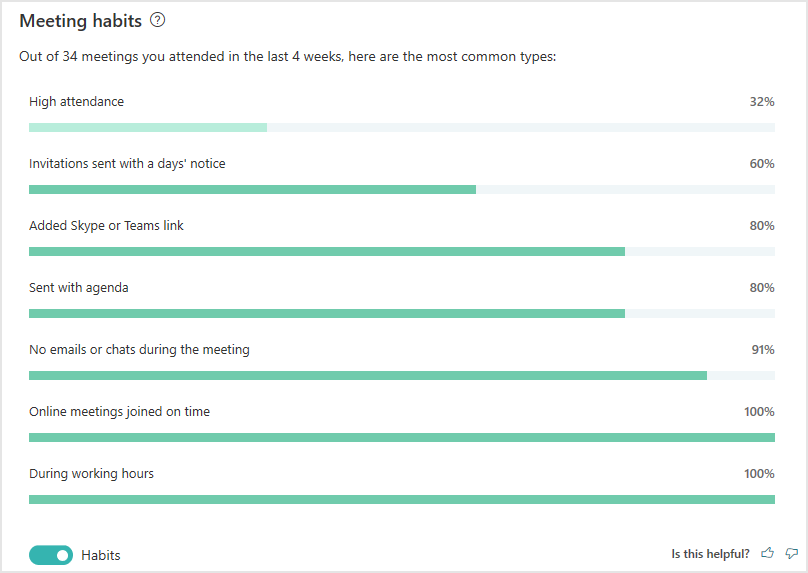 Meeting habits
Out of 34 meetings you attended in the last 4 weeks, here are the most common types:
High attendance 32%
Invitations sent with a days' notice 60%
Added Skype or Teams link 80%
Sent with agenda 80%
No emails or chats during the meeting 91%
Online meetings joined on time 100%
During working hours 100%
Habits Is this helpful?